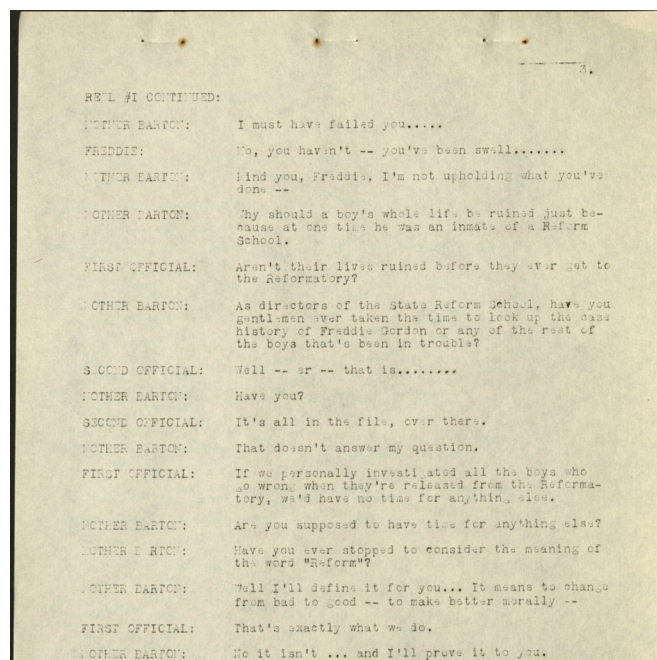 3.
REEL #1 CONTINUED:
MOTHER BARTON: I must have failed you.....
FREDDIE: No, you haven't -- you've been swell.......
MOTHER BARTON: Mind you, Freddie, I'm not upholding what you've
done --
MOTHER BARTON: Why should a boy's whole life be ruined just be-
cause at one time he was an inmate of a Reform
School.
FIRST OFFICIAL: Aren't their lives ruined before they ever get to
the Reformatory?
MOTHER BARTON: As directors of the State Reform School, have you
gentlemen ever taken the time to look up the case
history of Freddie Gordon or any of the rest of
the boys that's been in trouble?
SECOND OFFICIAL: Well -- er -- that is........
MOTHER BARTON: Have you?
SECOND OFFICIAL: It's all in the file, over there.
MOTHER BARTON: That doesn't answer my question.
FIRST OFFICIAL: If we personally investigated all the boys who
go wrong when they're released from the Reforma-
tory, we'd have no time for anything else.
MOTHER BARTON: Are you supposed to have time for anything else?
MOTHER BARTON: Have you ever stopped to consider the meaning of
the word "Reform"?
MOTHER BARTON: Well I'll define it for you... It means to change
from bad to good -- to make better morally --
FIRST OFFICIAL: That's exactly what we do.
MOTHER BARTON: No it isn't ... and I'll prove it to you.